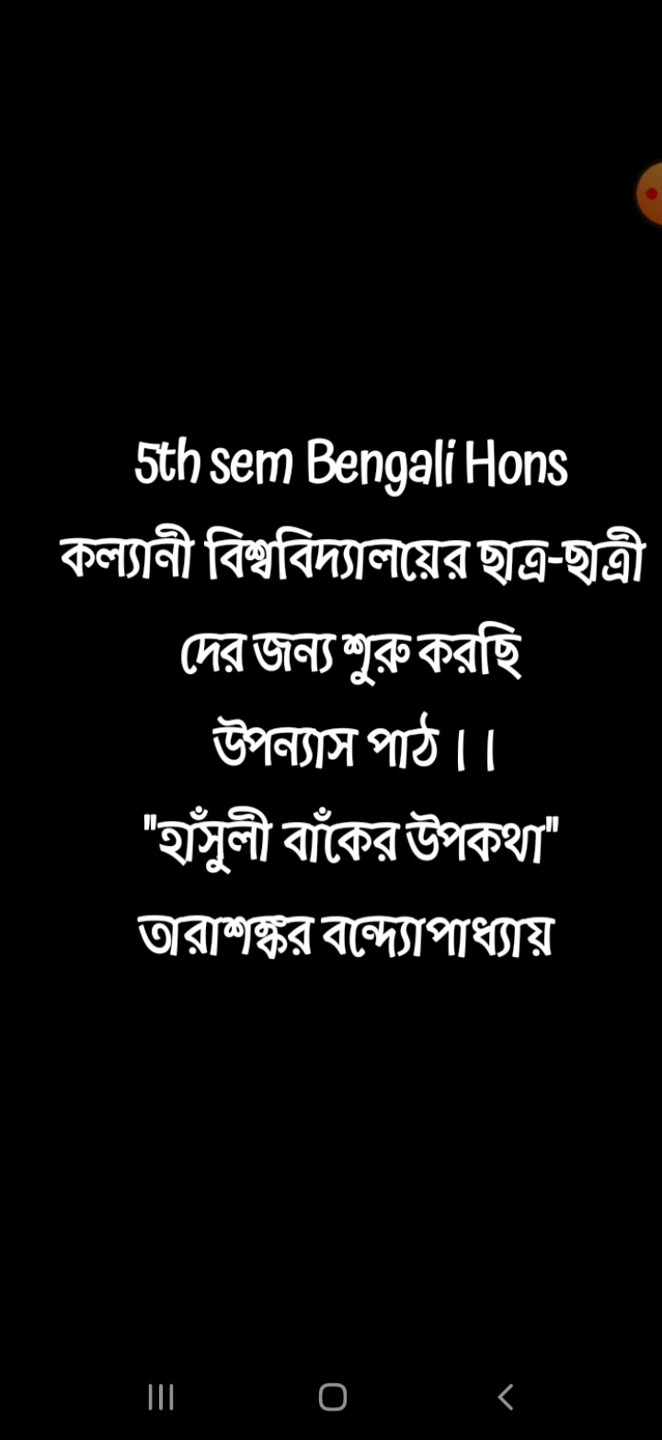 5th sem Bengali Hons
কল্যানী বিশ্ববিদ্যালয়ের ছাত্র-ছাত্রী
দের জন্য শুরু করছি
উপন্যাস পাঠ ।।
"হাঁসুলী বাঁকের উপকথা"
তারাশঙ্কর বন্দ্যোপাধ্যায়